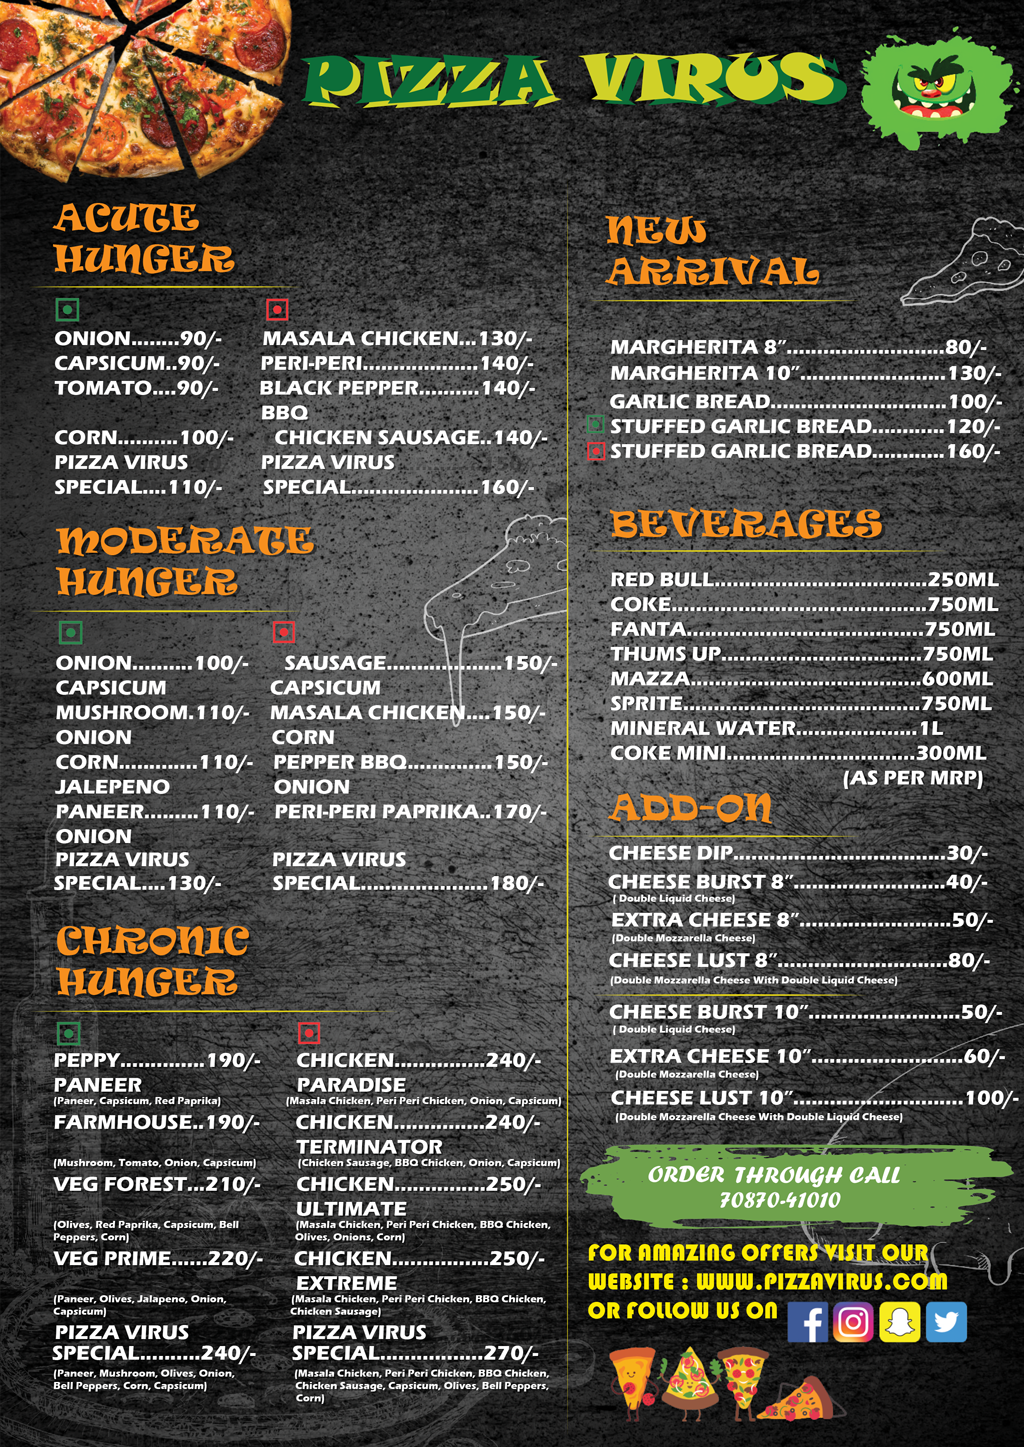 PIZZA VIRUS
ACUTE
HUNGER
ONION........90/-
CAPSICUM..90/-
TOMATO....90/-
CORN..........100/-
PIZZA VIRUS
SPECIAL....110/-
MASALA CHICKEN...130/-
PERI-PERI...................140/-
BLACK PEPPER..........140/-
BBQ
CHICKEN SAUSAGE..140/-
PIZZA VIRUS
SPECIAL.....................160/-
MODERATE
HUNGER
ONION..........100/-
CAPSICUM
MUSHROOM.110/-
ONION
CORN.............110/-
JALEPENO
PANEER.........110/-
ONION
PIZZA VIRUS
SPECIAL....130/-
SAUSAGE...................150/-
CAPSICUM
MASALA CHICKEN....150/-
CORN
PEPPER BBQ..............150/-
ONION
PERI-PERI PAPRIKA..170/-
PIZZA VIRUS
SPECIAL.....................180/-
CHRONIC
HUNGER
PEPPY..............190/-
PANEER
(Paneer, Capsicum, Red Paprika)
FARMHOUSE..190/-
(Mushroom, Tomato, Onion, Capsicum)
VEG FOREST...210/-
(Olives, Red Paprika, Capsicum, Bell
Peppers, Corn)
VEG PRIME......220/-
(Paneer, Olives, Jalapeno, Onion,
Capsicum)
PIZZA VIRUS
SPECIAL..........240/-
(Paneer, Mushroom, Olives, Onion,
Bell Peppers, Corn, Capsicum)
CHICKEN...............240/-
PARADISE
(Masala Chicken, Peri Peri Chicken, Onion, Capsicum)
CHICKEN...............240/-
TERMINATOR
(Chicken Sausage, BBQ Chicken, Onion, Capsicum)
CHICKEN...............250/-
ULTIMATE
(Masala Chicken, Peri Peri Chicken, BBQ Chicken,
Olives, Onions, Corn)
CHICKEN................250/-
EXTREME
(Masala Chicken, Peri Peri Chicken, BBQ Chicken,
Chicken Sausage)
PIZZA VIRUS
SPECIAL.................270/-
(Masala Chicken, Peri Peri Chicken, BBQ Chicken,
Chicken Sausage, Capsicum, Olives, Bell Peppers,
Corn)
NEW
ARRIVAL
MARGHERITA 8”..........................80/-
MARGHERITA 10”........................130/-
GARLIC BREAD.............................100/-
STUFFED GARLIC BREAD............120/-
STUFFED GARLIC BREAD............160/-
BEVERAGES
RED BULL...................................250ML
COKE..........................................750ML
FANTA.......................................750ML
THUMS UP.................................750ML
MAZZA......................................600ML
SPRITE.......................................750ML
MINERAL WATER....................1L
COKE MINI...............................300ML
(AS PER MRP)
ADD-ON
CHEESE DIP...................................30/-
CHEESE BURST 8”.........................40/-
( Double Liquid Cheese)
EXTRA CHEESE 8”.........................50/-
(Double Mozzarella Cheese)
CHEESE LUST 8”............................80/-
(Double Mozzarella Cheese With Double Liquid Cheese)
CHEESE BURST 10”.........................50/-
( Double Liquid Cheese)
EXTRA CHEESE 10”.........................60/-
(Double Mozzarella Cheese)
CHEESE LUST 10”............................100/-
(Double Mozzarella Cheese With Double Liquid Cheese)
ORDER THROUGH CALL
70870-41010
FOR AMAZING OFFERS VISIT OUR
WEBSITE : WWW.PIZZAVIRUS.COM
OR FOLLOW US ON